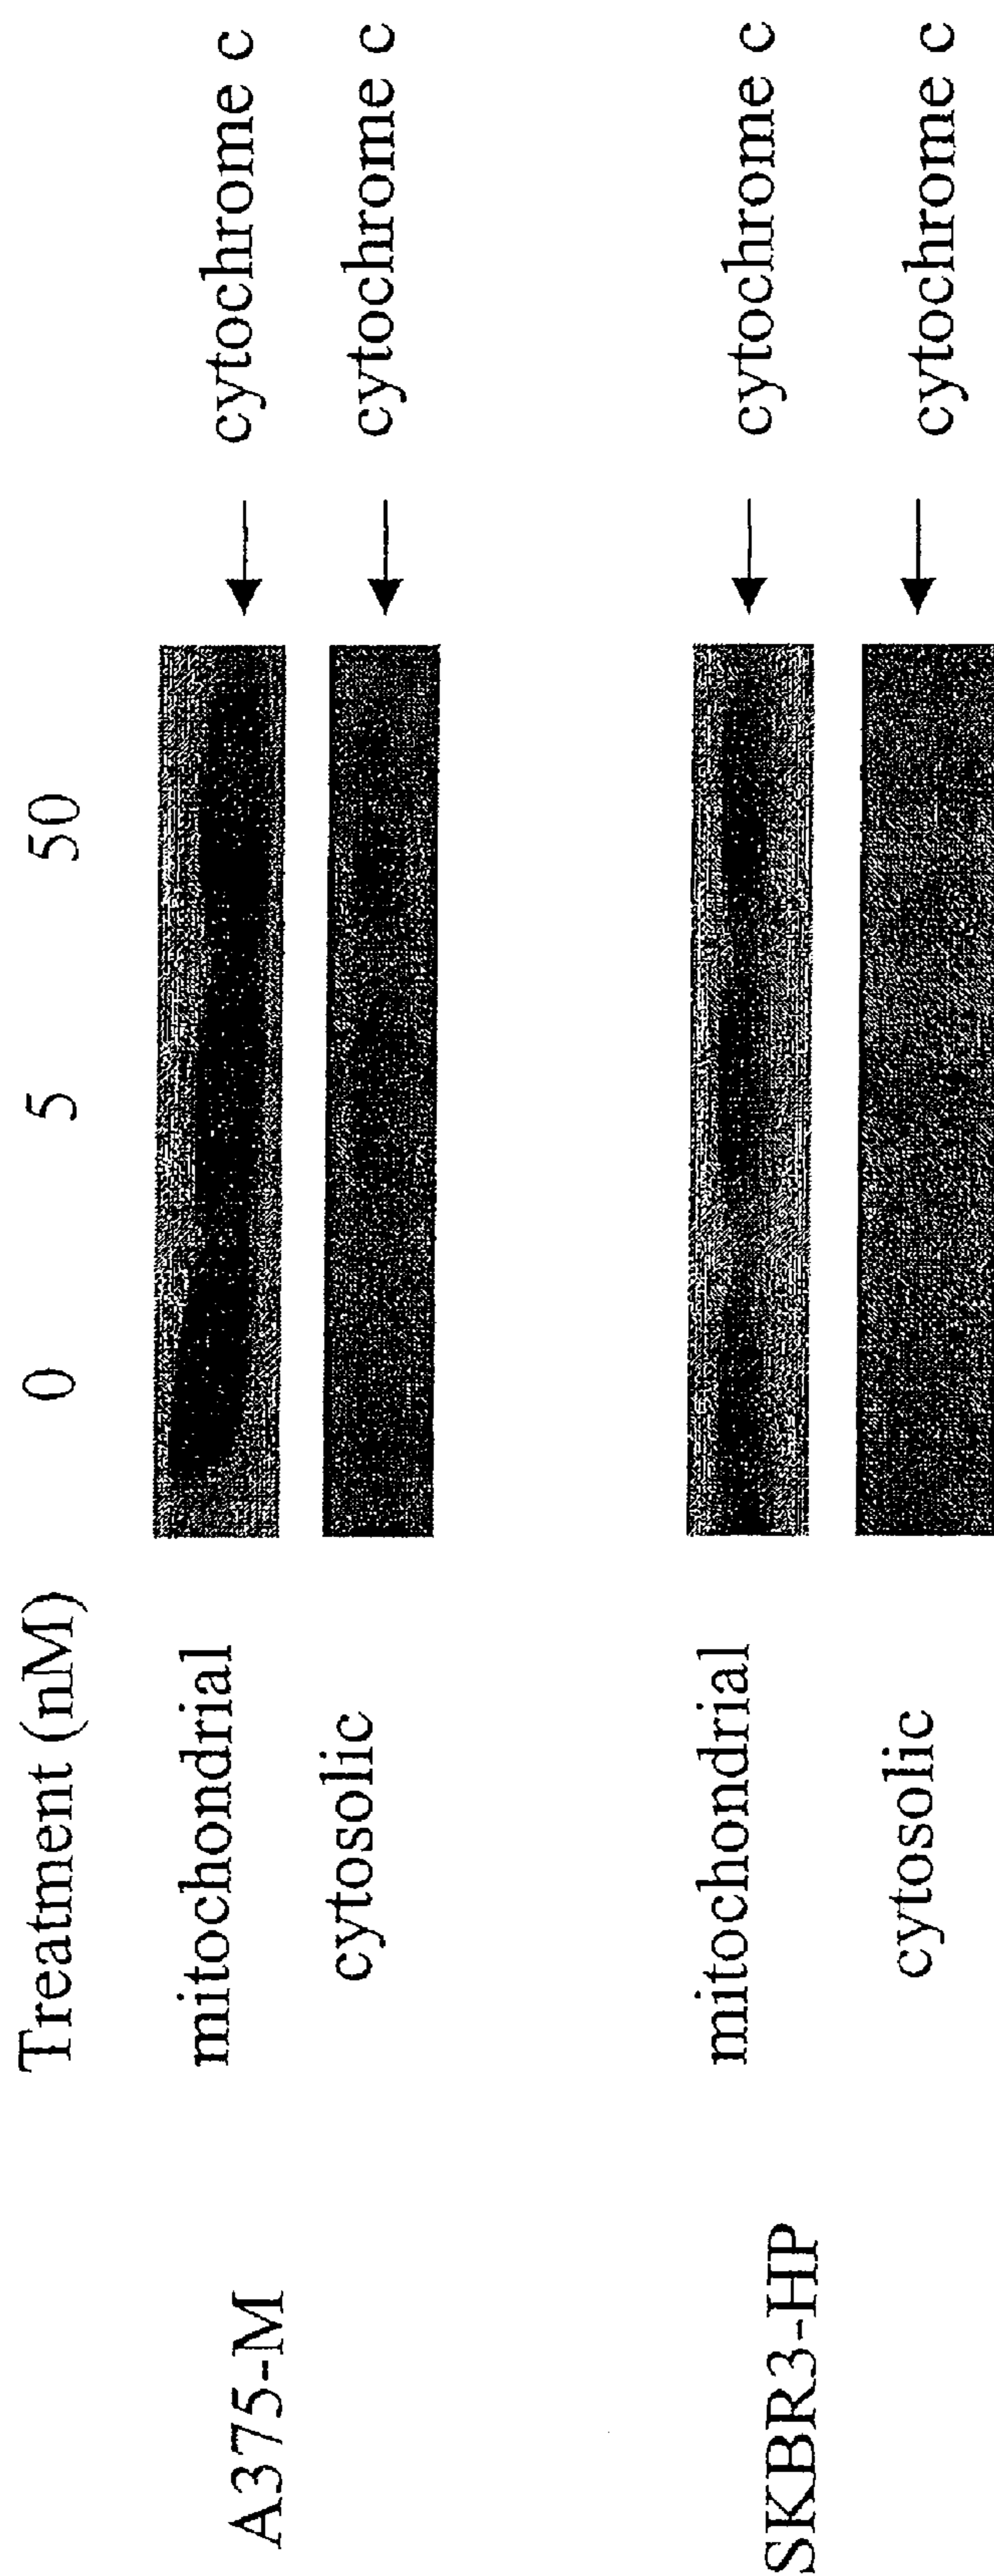 Treatment (nM) 0 5 50
A375-M mitochondrial cytochrome c
cytosolic cytochrome c
SKBR3-HP mitochondrial cytochrome c
cytosolic cytochrome c